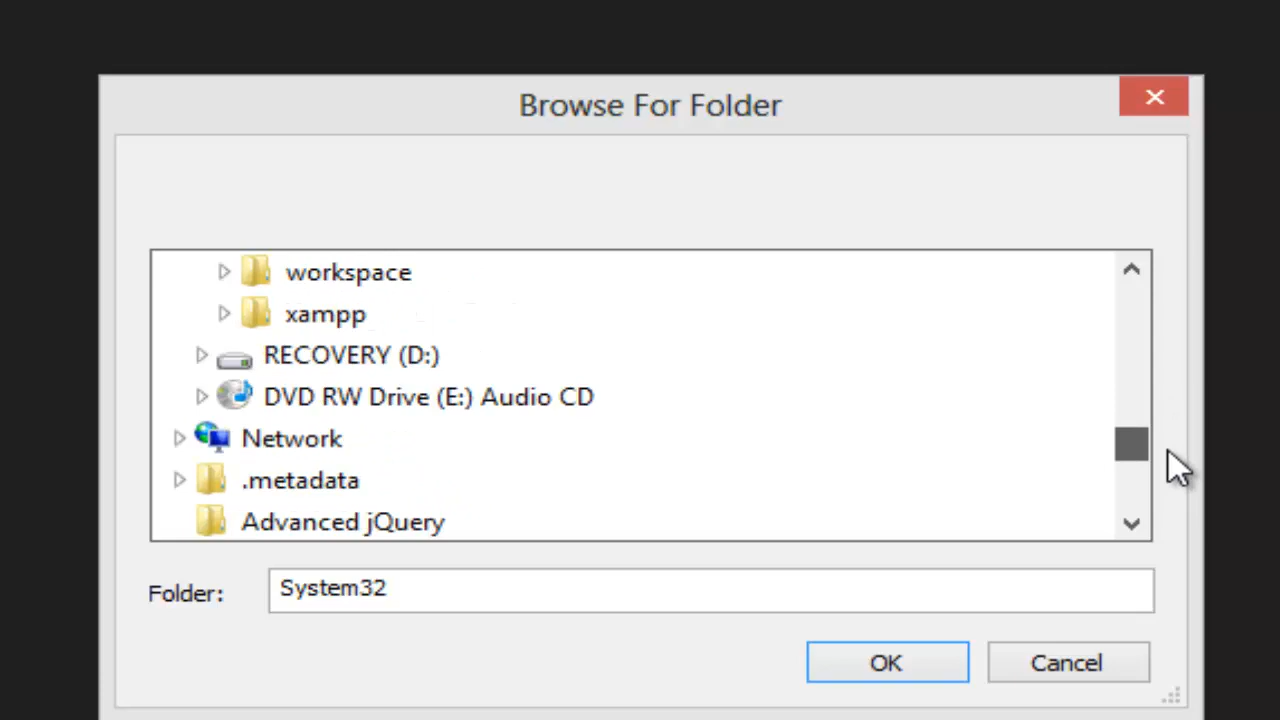 Browse For Folder
workspace
xampp
RECOVERY (D:)
DVD RW Drive (E:) Audio CD
Network
.metadata
Advanced jQuery
Folder: System32
OK Cancel